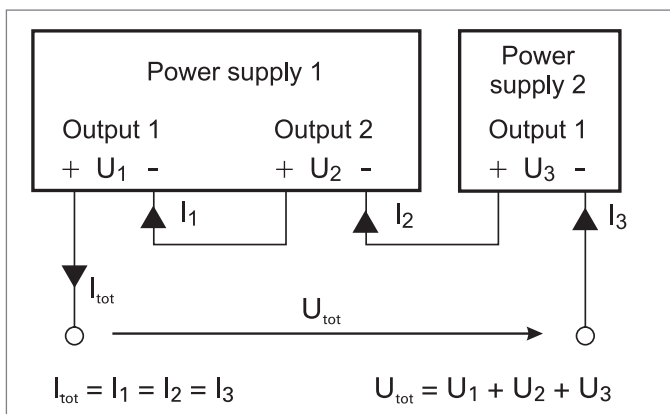 Power supply 1
Power
supply 2
Output 1
Output 2
Output 1
+ U₁ -
+ U₂ -
+ U₃ -
I₁
I₂
I₃
Iₜₒₜ
Uₜₒₜ
Iₜₒₜ = I₁ = I₂ = I₃
Uₜₒₜ = U₁ + U₂ + U₃